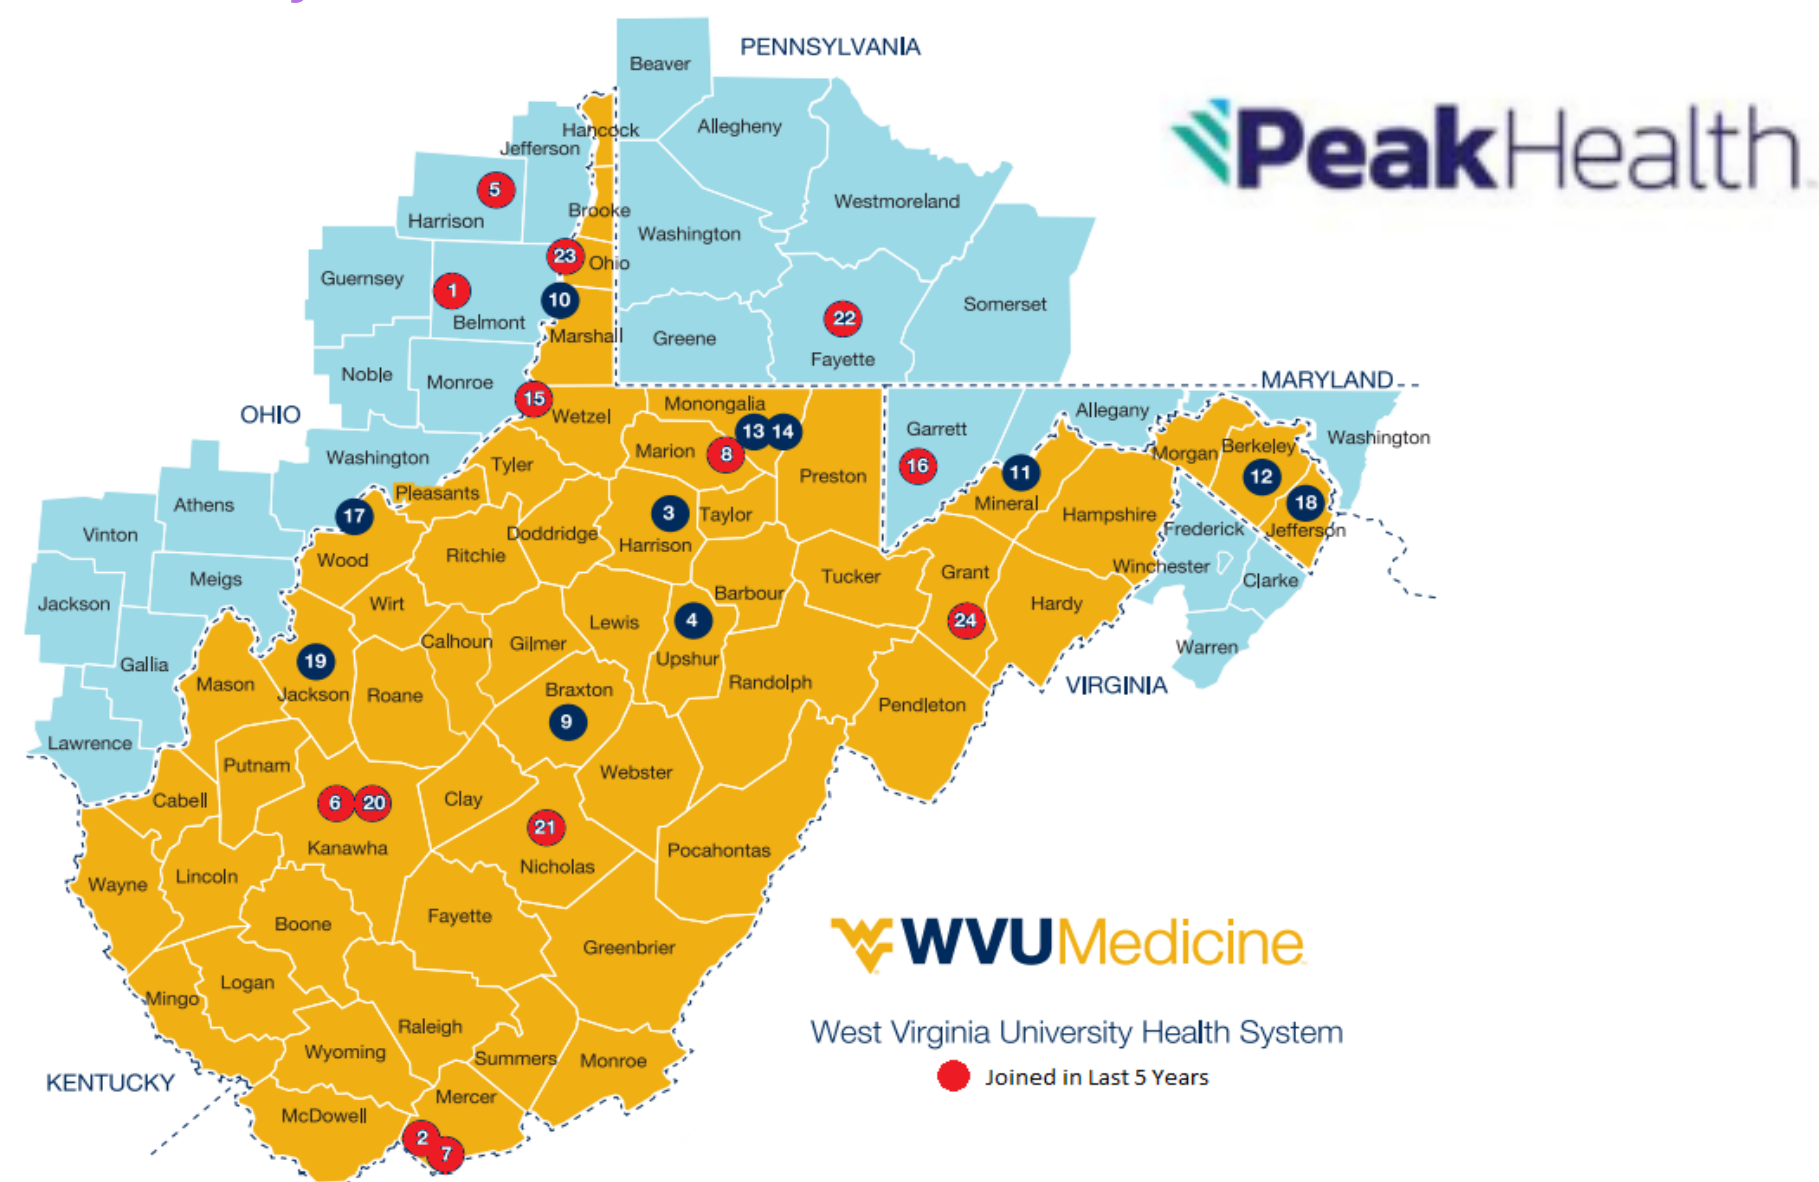 PENNSYLVANIA
Beaver
Allegheny
Hancock
Jefferson
PeakHealth
5
Harrison
Westmoreland
Brooke
Washington
23
Ohio
Guernsey
1
10
Belmont
Marshall
22
Somerset
Greene
Fayette
Noble
Monroe
MARYLAND
OHIO
15
Wetzel
Monongalia
Allegany
13
14
Garrett
Washington
Marion
8
Morgan
Berkeley
Washington
Tyler
16
11
12
Preston
Pleasants
Mineral
18
Athens
17
3
Taylor
Hampshire
Frederick
Jefferson
Vinton
Doddridge
Harrison
Wood
Ritchie
Winchester
Meigs
Tucker
Grant
Clarke
Jackson
Wirt
Barbour
Hardy
Lewis
4
24
Calhoun
Gilmer
Warren
Gallia
19
Upshur
Mason
Jackson
Roane
Braxton
Randolph
VIRGINIA
9
Pendleton
Lawrence
Putnam
Webster
Cabell
6
20
Clay
21
Kanawha
Pocahontas
Nicholas
Wayne
Lincoln
Boone
Fayette
Greenbrier
WVUMedicine
Logan
Mingo
Raleigh
West Virginia University Health System
Wyoming
Summers
Monroe
Joined in Last 5 Years
KENTUCKY
Mercer
McDowell
2
7